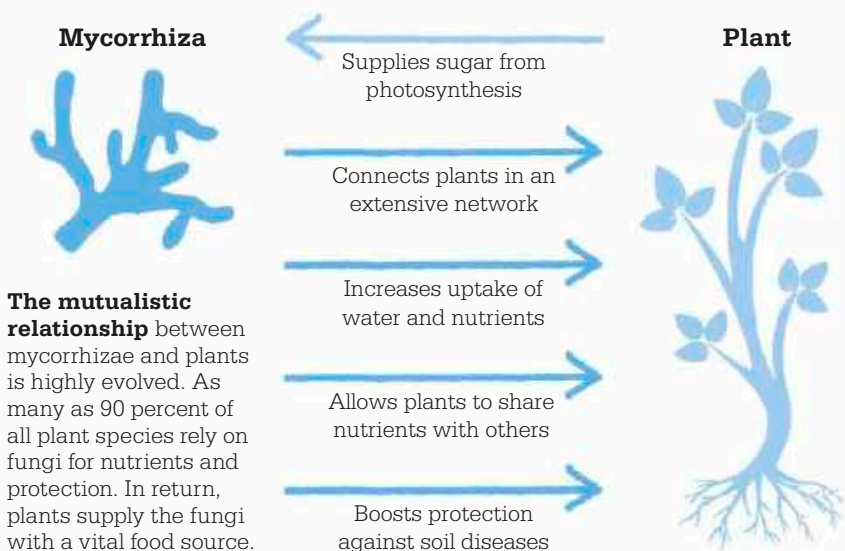 Mycorrhiza
Plant
Supplies sugar from
photosynthesis
Connects plants in an
extensive network
Increases uptake of
water and nutrients
Allows plants to share
nutrients with others
Boosts protection
against soil diseases
The mutualistic
relationship between
mycorrhizae and plants
is highly evolved. As
many as 90 percent of
all plant species rely on
fungi for nutrients and
protection. In return,
plants supply the fungi
with a vital food source.